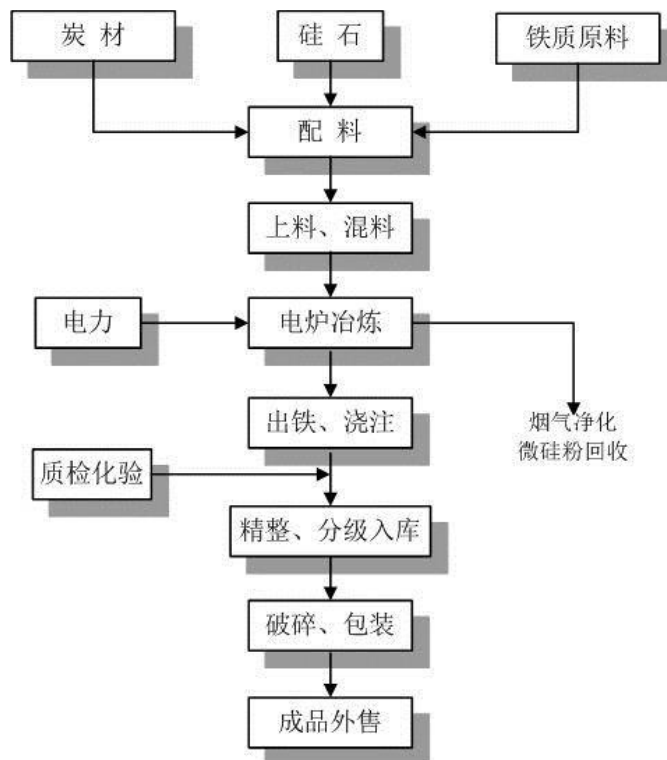 炭 材
硅 石
铁质原料
配 料
上料、混料
电力
电炉冶炼
出铁、浇注
烟气净化
微硅粉回收
质检化验
精整、分级入库
破碎、包装
成品外售